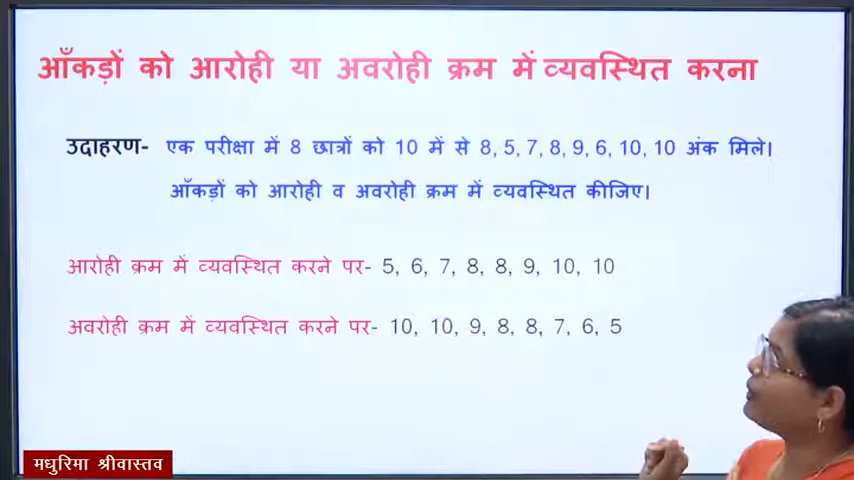 आँकड़ों को आरोही या अवरोही क्रम में व्यवस्थित करना
उदाहरण- एक परीक्षा में 8 छात्रों को 10 में से 8, 5, 7, 8, 9, 6, 10, 10 अंक मिले।
आँकड़ों को आरोही व अवरोही क्रम में व्यवस्थित कीजिए।
आरोही क्रम में व्यवस्थित करने पर- 5, 6, 7, 8, 8, 9, 10, 10
अवरोही क्रम में व्यवस्थित करने पर- 10, 10, 9, 8, 8, 7, 6, 5
मधुरिमा श्रीवास्तव